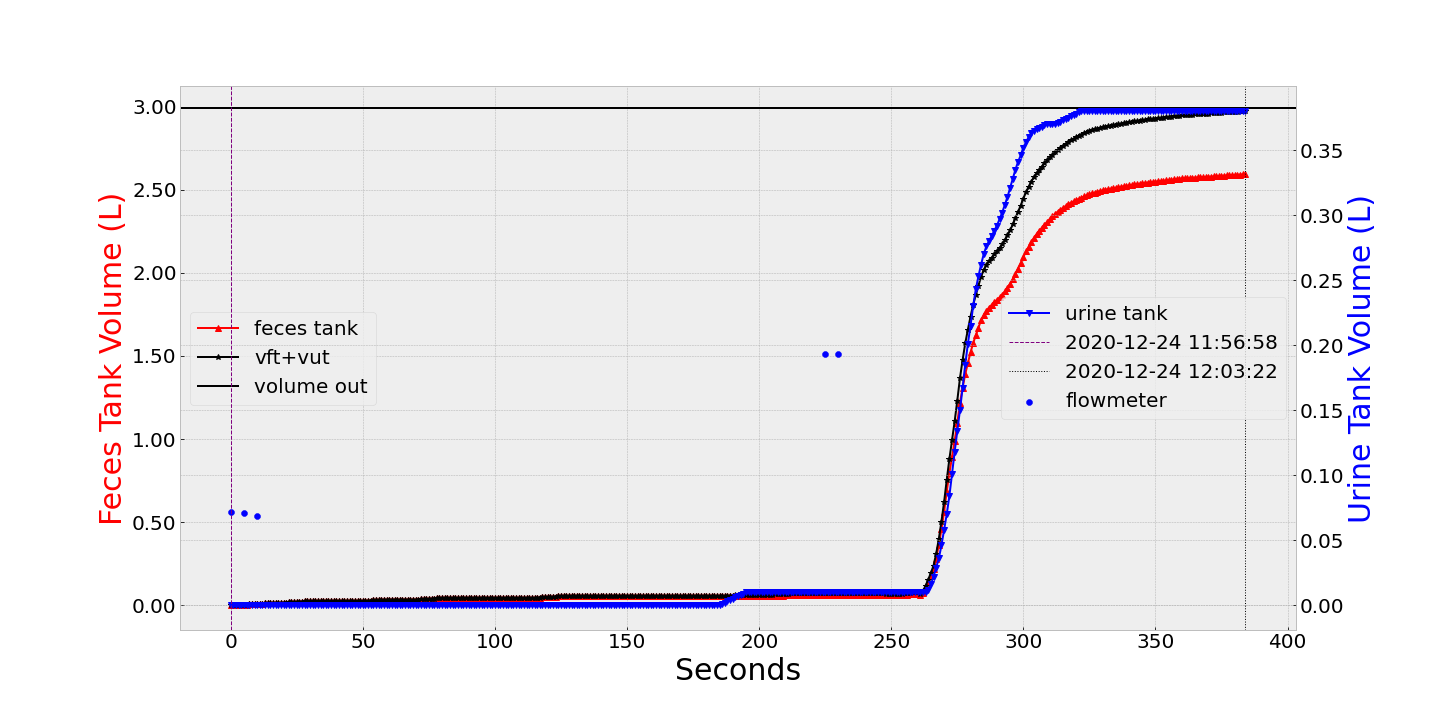 3.00
2.50
2.00
1.50
1.00
0.50
0.00
Feces Tank Volume (L)
feces tank
vft+vut
volume out
urine tank
2020-12-24 11:56:58
2020-12-24 12:03:22
flowmeter
0.35
0.30
0.25
0.20
0.15
0.10
0.05
0.00
Urine Tank Volume (L)
0 50 100 150 200 250 300 350 400
Seconds